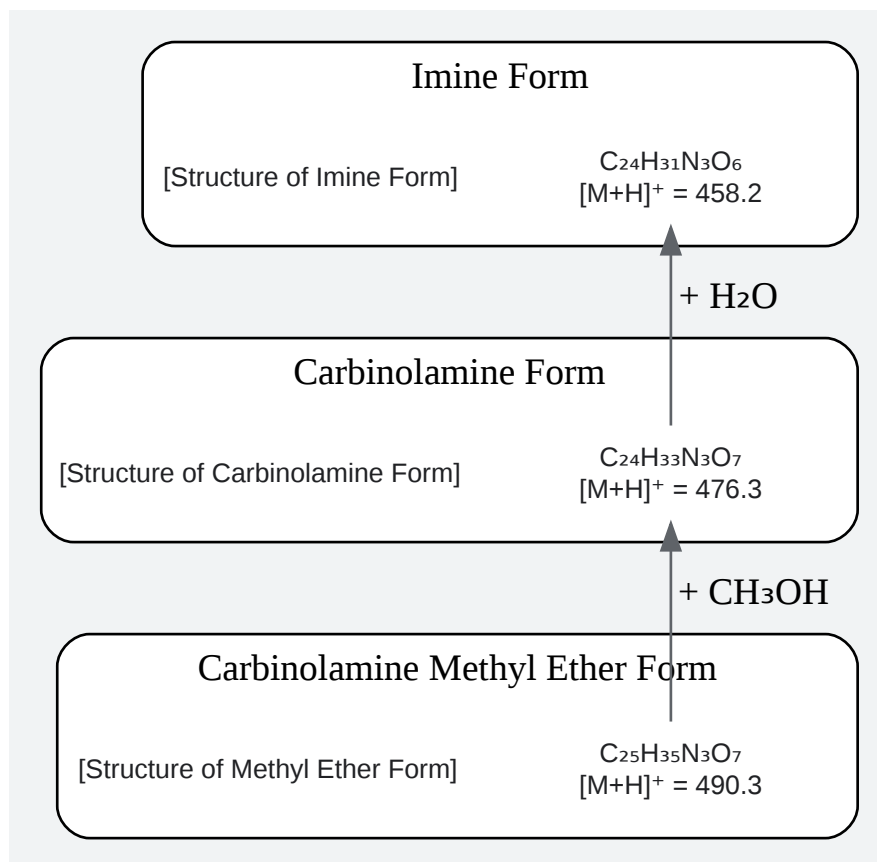 Imine Form
[Structure of Imine Form]
C₂₄H₃₁N₃O₆
[M+H]⁺ = 458.2
+ H₂O
Carbinolamine Form
[Structure of Carbinolamine Form]
C₂₄H₃₃N₃O₇
[M+H]⁺ = 476.3
+ CH₃OH
Carbinolamine Methyl Ether Form
[Structure of Methyl Ether Form]
C₂₅H₃₅N₃O₇
[M+H]⁺ = 490.3